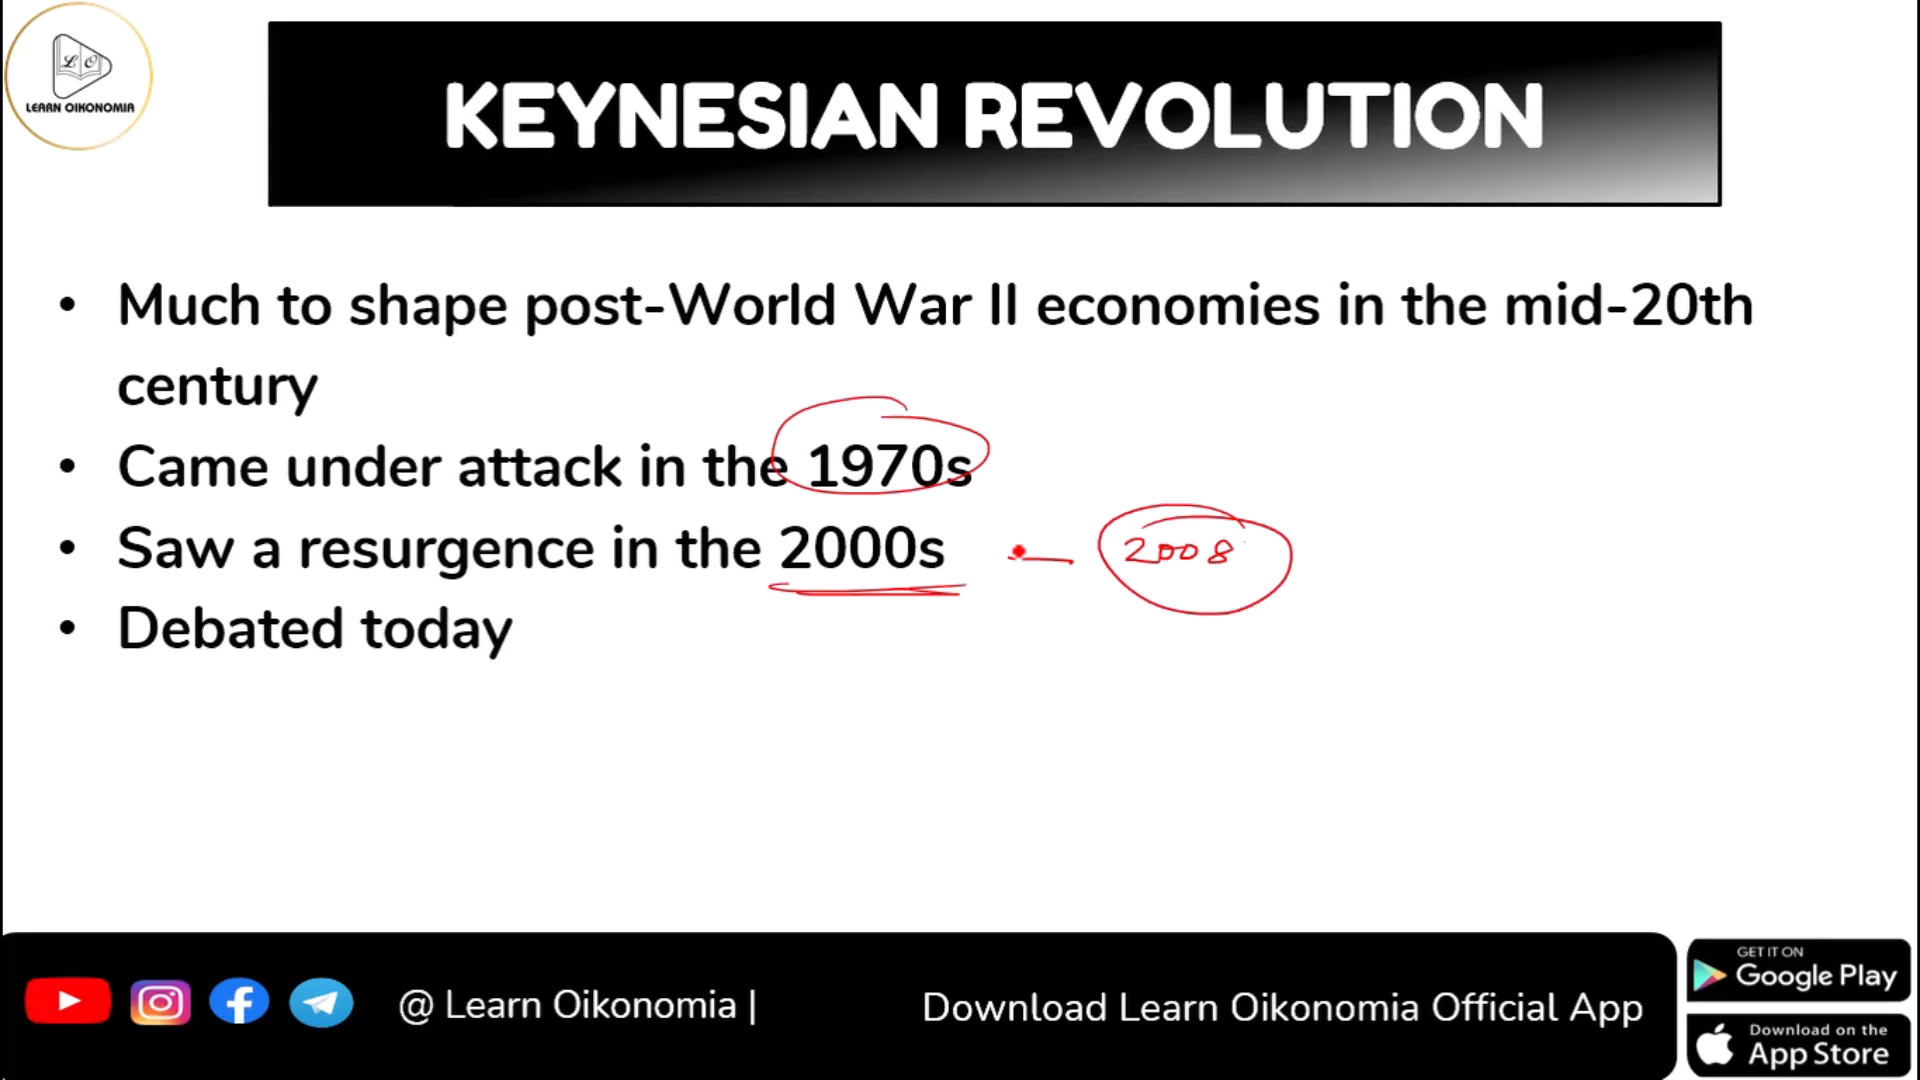 LO
LEARN OIKONOMIA
KEYNESIAN REVOLUTION
• Much to shape post-World War II economies in the mid-20th
century
• Came under attack in the 1970s
• Saw a resurgence in the 2000s — 2008
• Debated today
@ Learn Oikonomia |
Download Learn Oikonomia Official App
GET IT ON
Google Play
Download on the
App Store